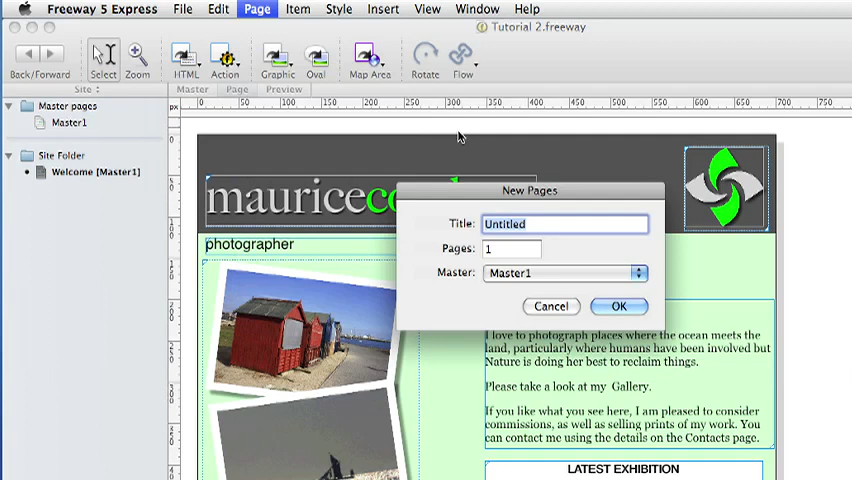 Freeway 5 Express File Edit Page Item Style Insert View Window Help
Tutorial 2.freeway
Back/Forward Select Zoom HTML Action Graphic Oval Map Area Rotate Flow
Site Master Page Preview
px 0 50 100 150 200 250 300 350 400 450 500 550 600 650 700 750
Master pages
Master1
Site Folder
Welcome [Master1]
New Pages
Title: Untitled
Pages: 1
Master: Master1
Cancel OK
mauriceco
photographer
I love to photograph places where the ocean meets the
land, particularly where humans have been involved but
Nature is doing her best to reclaim things.
Please take a look at my Gallery.
If you like what you see here, I am pleased to consider
commissions, as well as selling prints of my work. You
can contact me using the details on the Contacts page.
LATEST EXHIBITION